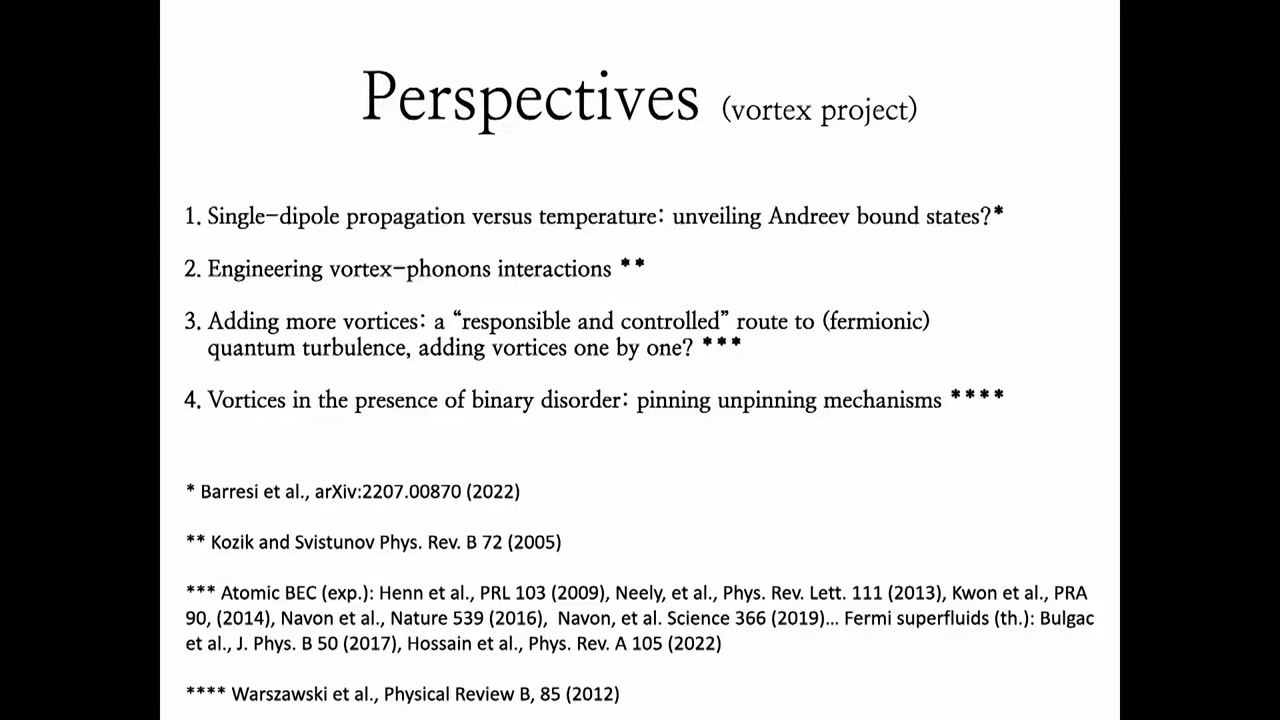 Perspectives (vortex project)
1. Single-dipole propagation versus temperature: unveiling Andreev bound states?*
2. Engineering vortex-phonons interactions **
3. Adding more vortices: a “responsible and controlled” route to (fermionic)
quantum turbulence, adding vortices one by one? ***
4. Vortices in the presence of binary disorder: pinning unpinning mechanisms ****
* Barresi et al., arXiv:2207.00870 (2022)
** Kozik and Svistunov Phys. Rev. B 72 (2005)
*** Atomic BEC (exp.): Henn et al., PRL 103 (2009), Neely, et al., Phys. Rev. Lett. 111 (2013), Kwon et al., PRA
90, (2014), Navon et al., Nature 539 (2016), Navon, et al. Science 366 (2019)... Fermi superfluids (th.): Bulgac
et al., J. Phys. B 50 (2017), Hossain et al., Phys. Rev. A 105 (2022)
**** Warszawski et al., Physical Review B, 85 (2012)